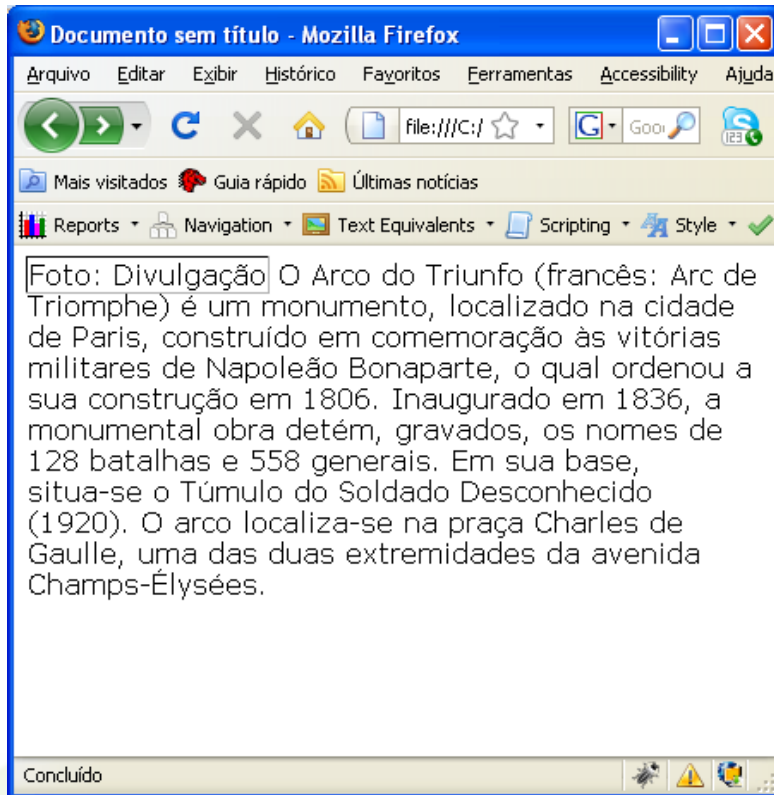 Documento sem título - Mozilla Firefox
Arquivo Editar Exibir Histórico Favoritos Ferramentas Accessibility Ajuda
file:///C:/ G Goo
123
Mais visitados Guia rápido Últimas notícias
Reports Navigation Text Equivalents Scripting Style
Foto: Divulgação O Arco do Triunfo (francês: Arc de
Triomphe) é um monumento, localizado na cidade
de Paris, construído em comemoração às vitórias
militares de Napoleão Bonaparte, o qual ordenou a
sua construção em 1806. Inaugurado em 1836, a
monumental obra detém, gravados, os nomes de
128 batalhas e 558 generais. Em sua base,
situa-se o Túmulo do Soldado Desconhecido
(1920). O arco localiza-se na praça Charles de
Gaulle, uma das duas extremidades da avenida
Champs-Élysées.
Concluído